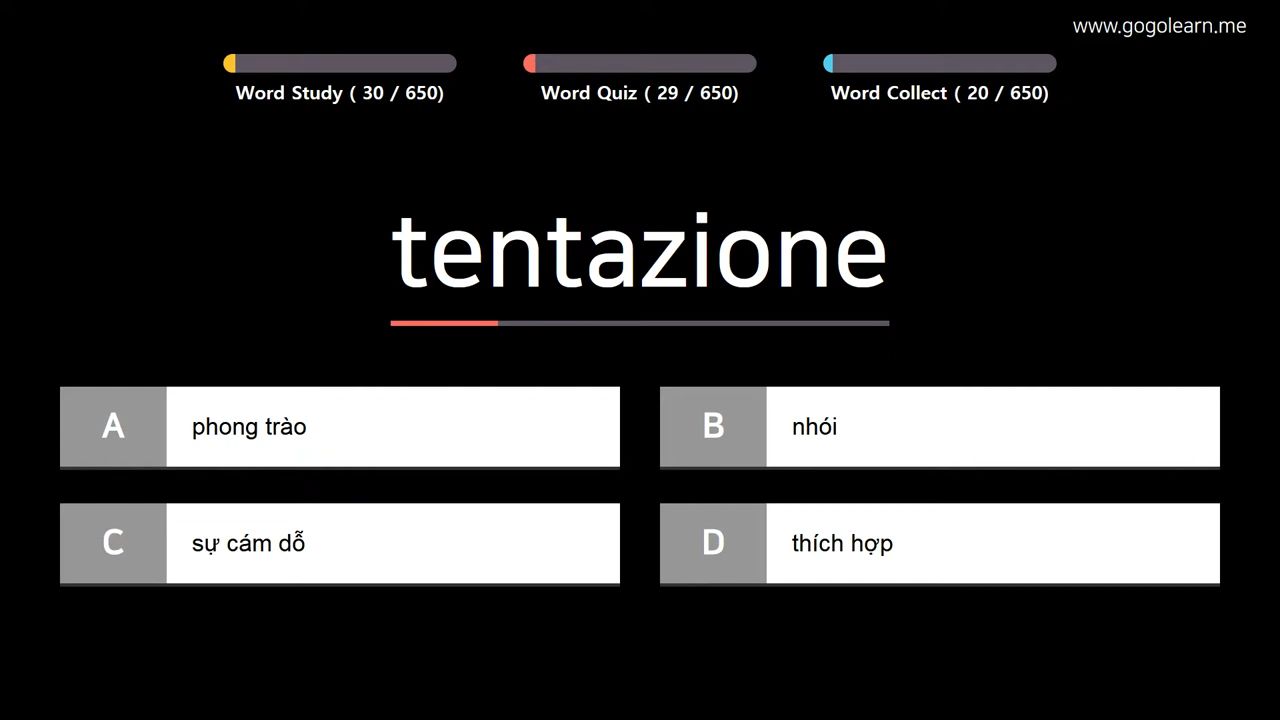 www.gogolearn.me
Word Study ( 30 / 650)
Word Quiz ( 29 / 650)
Word Collect ( 20 / 650)
tentazione
A phong trào
B nhói
C sự cám dỗ
D thích hợp